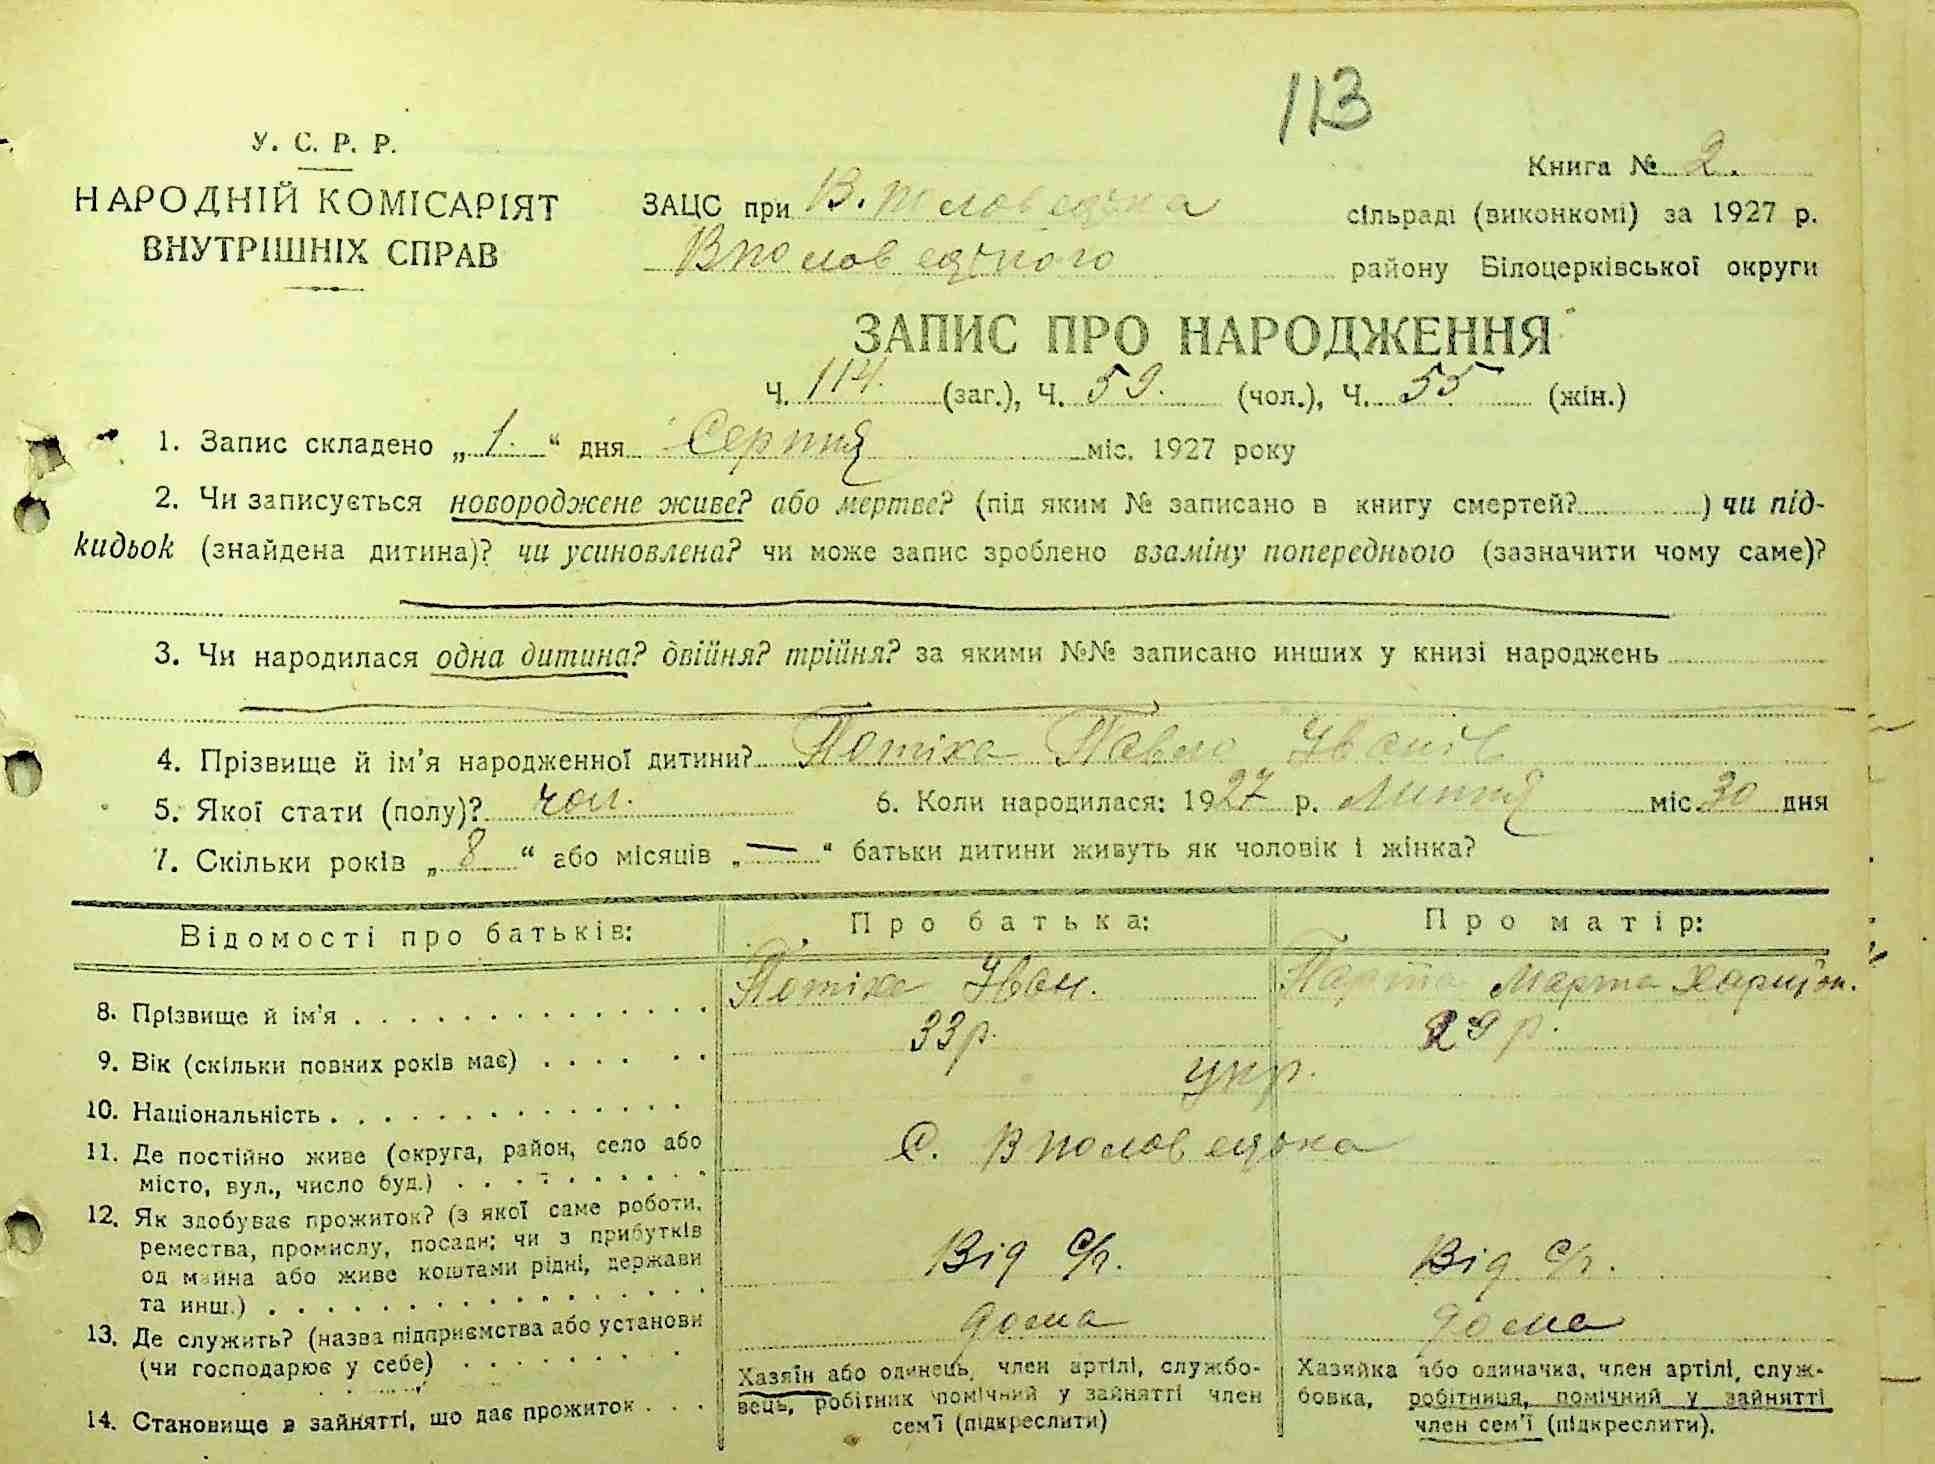 113
У. С. Р. Р.
НАРОДНІЙ КОМІСАРІЯТ
ВНУТРІШНІХ СПРАВ
Книга № 2.
ЗАЦС при В. половецька сільраді (виконкомі) за 1927 р.
Вполовецького району Білоцерківської округи
ЗАПИС ПРО НАРОДЖЕННЯ
Ч. 114. (заг.), Ч. 59. (чол.), Ч. 55 (жін.)
1. Запис складено „1.“ дня Серпня міс. 1927 року
2. Чи записується новороджене живе? або мертве? (під яким № записано в книгу смертей?..........) чи під-
кидьок (знайдена дитина)? чи усиновлена? чи може запис зроблено взаміну попереднього (зазначити чому саме)?
3. Чи народилася одна дитина? двійня? трійня? за якими №№ записано инших у книзі народжень
4. Прізвище й ім'я народженної дитини? Потіха Павло Іванів
5. Якої стати (полу)? чол. 6. Коли народилася: 1927 р. Липня міс. 30 дня
7. Скільки років „8“ або місяців „—“ батьки дитини живуть як чоловік і жінка?
Відомості про батьків: Про батька: Про матір:
8. Прізвище й ім'я . . . . Потіха Іван. Марта
9. Вік (скільки повних років має) . . . . 33 р. 29 р.
10. Національність . . . . укр.
11. Де постійно живе (округа, район, село або
місто, вул., число буд.) . . . . С. Вполовецька
12. Як здобуває прожиток? (з якої саме роботи,
ремества, промислу, посади; чи з прибутків
од майна або живе коштами рідні, держави
та инш.) . . . . Від с/г. Від с/г.
13. Де служить? (назва підприємства або установи
(чи господарює у себе) . . . . дома дома
14. Становище в зайнятті, що дає прожиток . . .
Хазяїн або одинець, член артілі, службо-
вець, робітник помічний у зайнятті член
сем'ї (підкреслити)
Хазяйка або одиначка, член артілі, служ-
бовка, робітниця, помічний у зайнятті
член сем'ї (підкреслити).